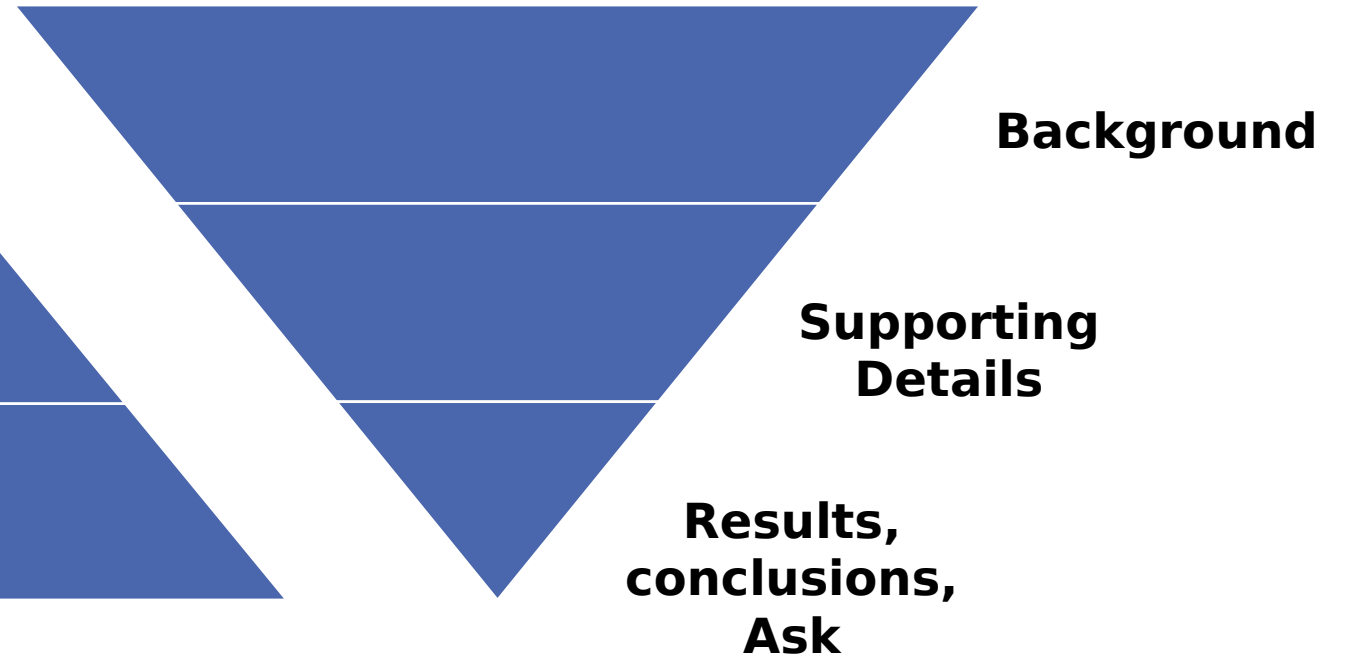 Background
Supporting
Details
Results,
conclusions,
Ask